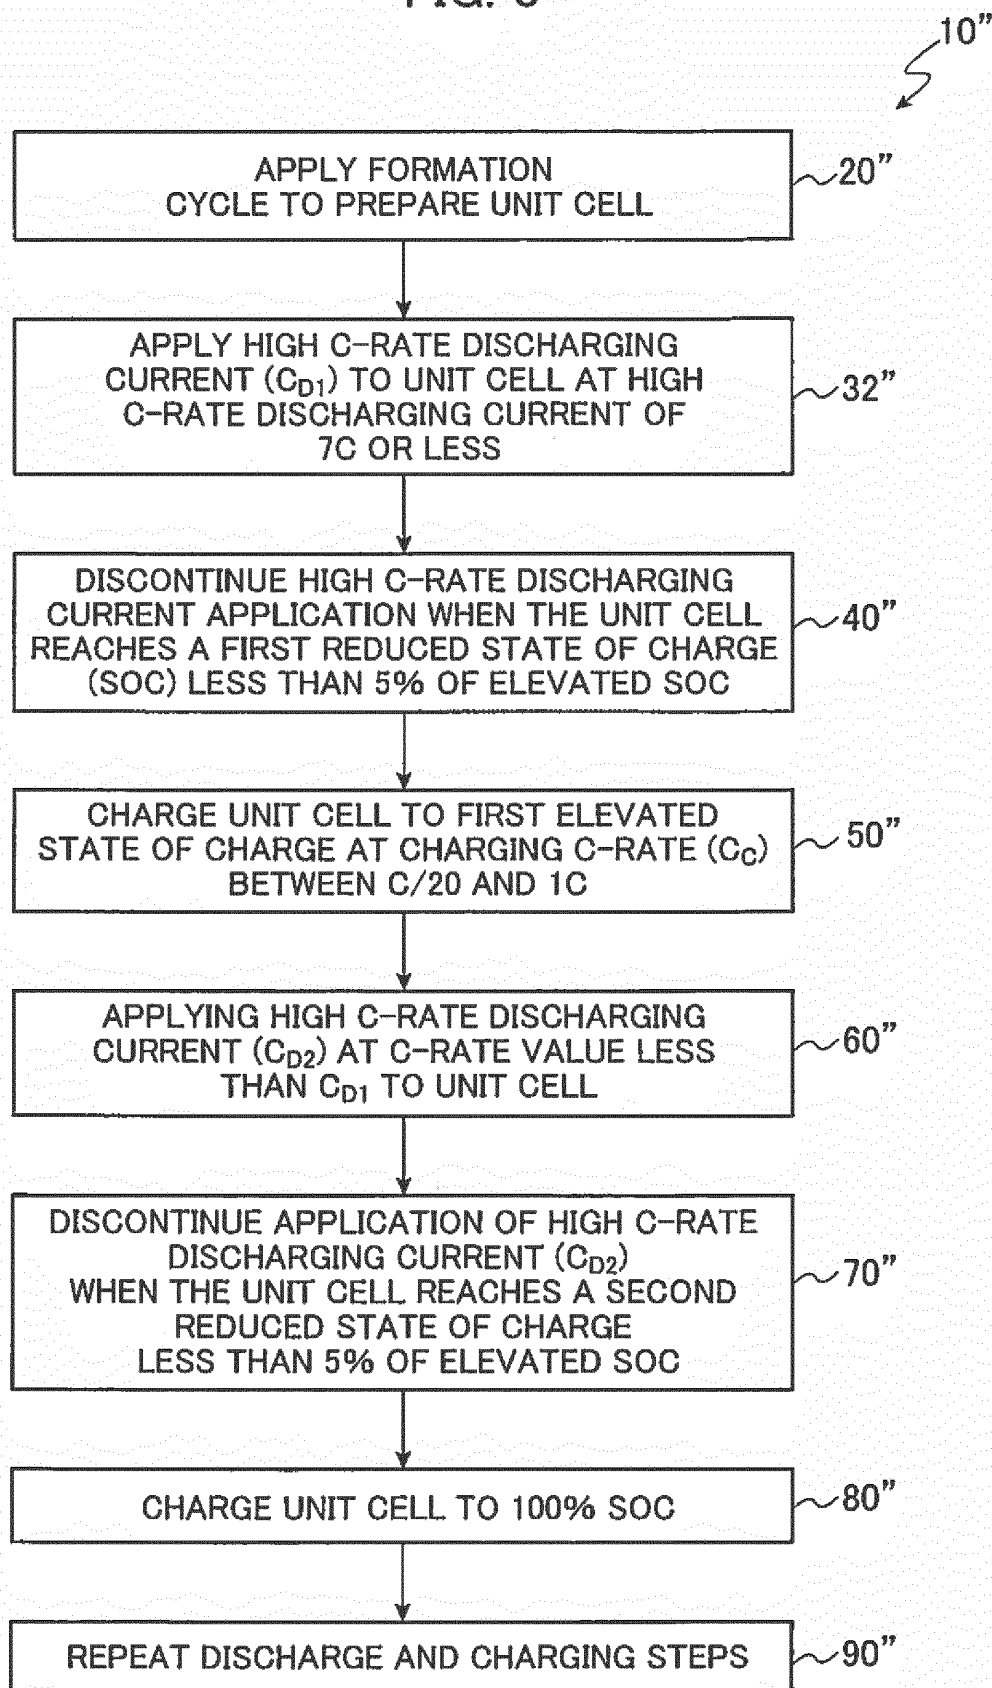 10”
APPLY FORMATION
CYCLE TO PREPARE UNIT CELL
20”
APPLY HIGH C-RATE DISCHARGING
CURRENT (CD1) TO UNIT CELL AT HIGH
C-RATE DISCHARGING CURRENT OF
7C OR LESS
32”
DISCONTINUE HIGH C-RATE DISCHARGING
CURRENT APPLICATION WHEN THE UNIT CELL
REACHES A FIRST REDUCED STATE OF CHARGE
(SOC) LESS THAN 5% OF ELEVATED SOC
40”
CHARGE UNIT CELL TO FIRST ELEVATED
STATE OF CHARGE AT CHARGING C-RATE (CC)
BETWEEN C/20 AND 1C
50”
APPLYING HIGH C-RATE DISCHARGING
CURRENT (CD2) AT C-RATE VALUE LESS
THAN CD1 TO UNIT CELL
60”
DISCONTINUE APPLICATION OF HIGH C-RATE
DISCHARGING CURRENT (CD2)
WHEN THE UNIT CELL REACHES A SECOND
REDUCED STATE OF CHARGE
LESS THAN 5% OF ELEVATED SOC
70”
CHARGE UNIT CELL TO 100% SOC
80”
REPEAT DISCHARGE AND CHARGING STEPS
90”